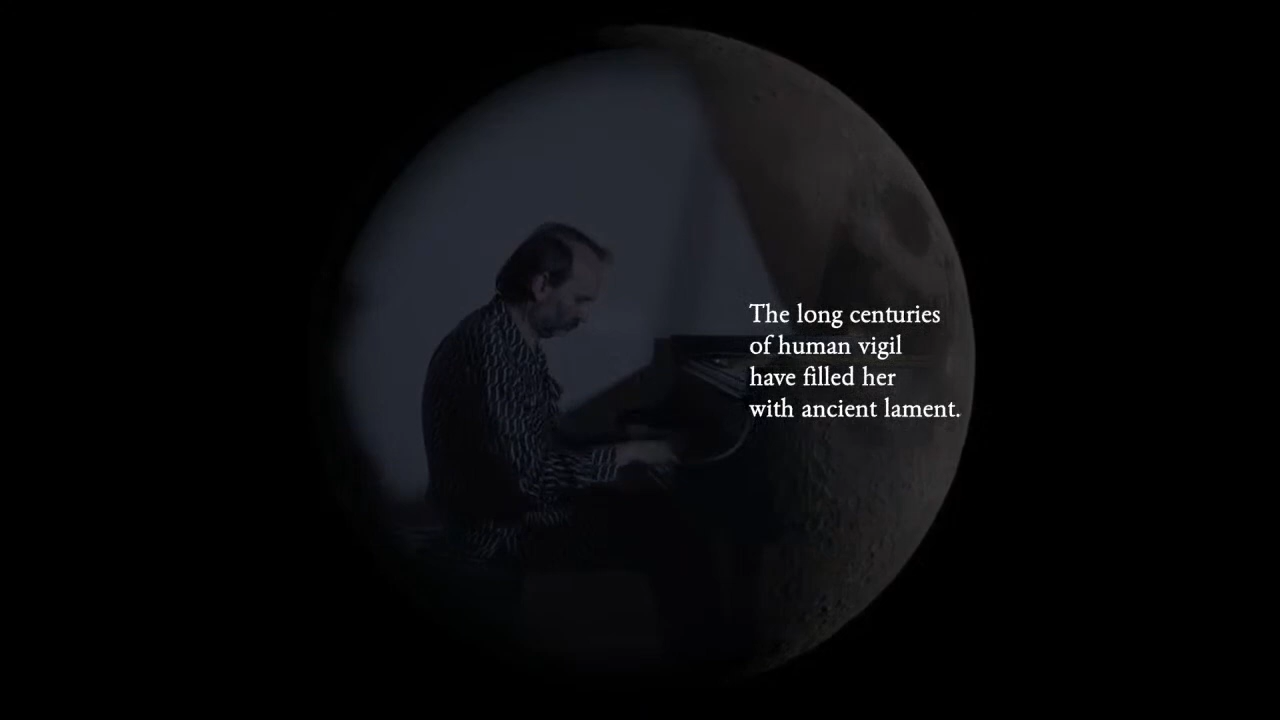 The long centuries
of human vigil
have filled her
with ancient lament.